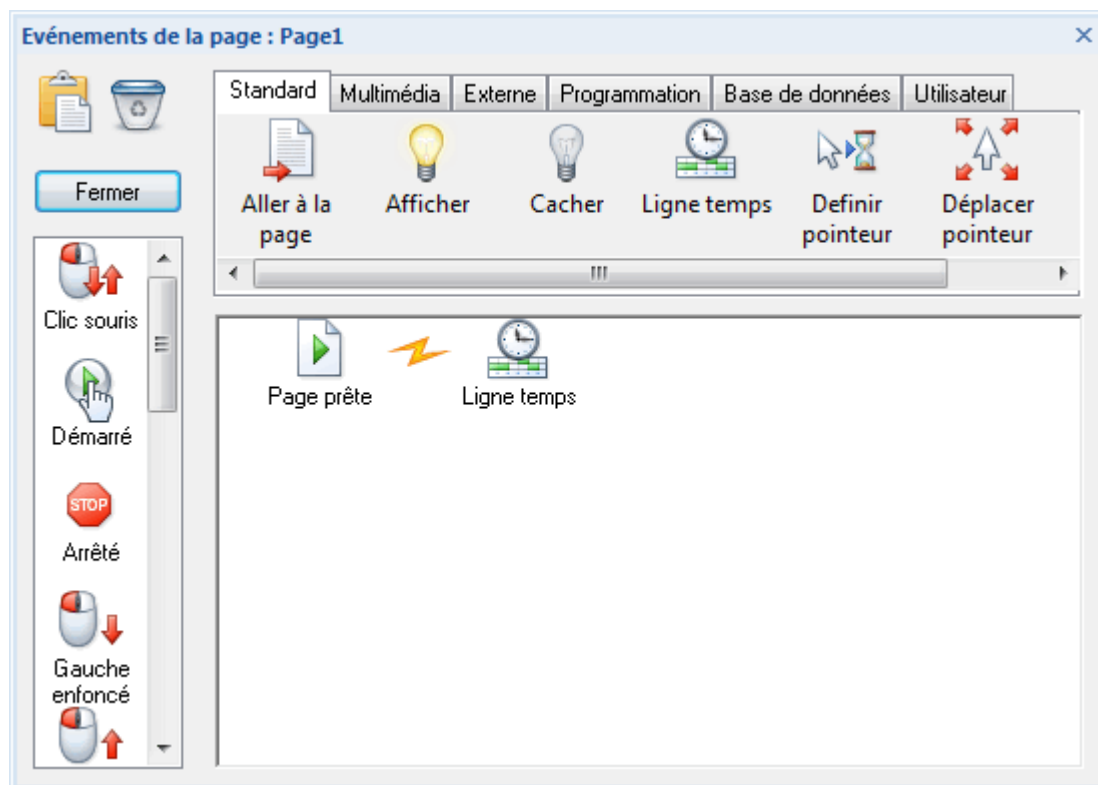 Evénements de la page : Page1
Standard
Multimédia
Externe
Programmation
Base de données
Utilisateur
Fermer
Aller à la
page
Afficher
Cacher
Ligne temps
Definir
pointeur
Déplacer
pointeur
Clic souris
Démarré
STOP
Arrêté
Gauche
enfoncé
Page prête
Ligne temps